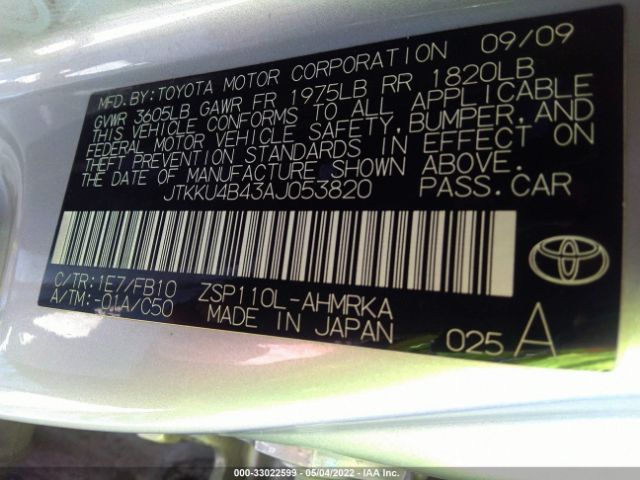 MFD.BY:TOYOTA MOTOR CORPORATION 09/09
GVWR 3605LB GAWR FR 1975LB RR 1820LB
THIS VEHICLE CONFORMS TO ALL APPLICABLE
FEDERAL MOTOR VEHICLE SAFETY, BUMPER, AND
THEFT PREVENTION STANDARDS IN EFFECT ON
THE DATE OF MANUFACTURE SHOWN ABOVE.
JTKKU4B43AJ053820 PASS.CAR
C/TR:1E7/FB10 ZSP110L-AHMRKA
A/TM:-01A/C50 MADE IN JAPAN 025 A
000-33022599 - 05/04/2022 - IAA Inc.